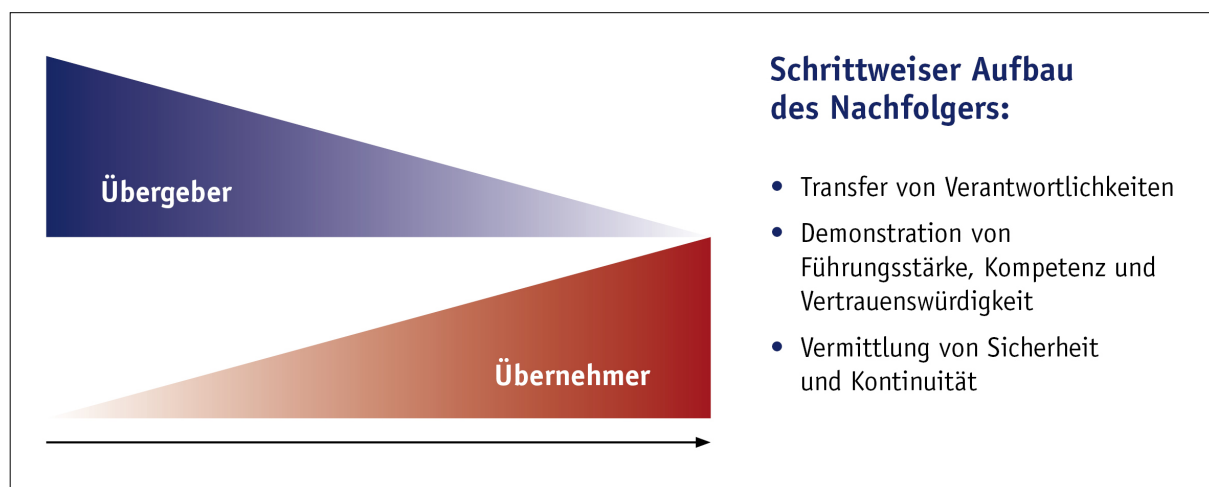 Übergeber
Übernehmer
Schrittweiser Aufbau
des Nachfolgers:
• Transfer von Verantwortlichkeiten
• Demonstration von
Führungsstärke, Kompetenz und
Vertrauenswürdigkeit
• Vermittlung von Sicherheit
und Kontinuität